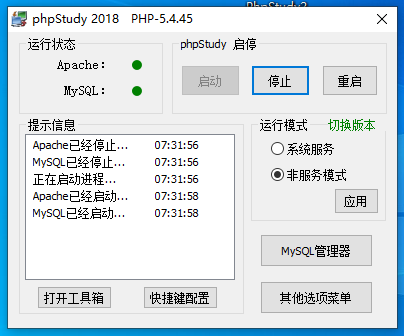 phpStudy 2018 PHP-5.4.45
运行状态
Apache:
MySQL:
phpStudy 启停
启动 停止 重启
提示信息
Apache已经停止... 07:31:56
MySQL已经停止... 07:31:56
正在启动进程... 07:31:56
Apache已经启动... 07:31:58
MySQL已经启动... 07:31:58
打开工具箱 快捷键配置
运行模式 切换版本
系统服务
非服务模式
应用
MySQL管理器
其他选项菜单